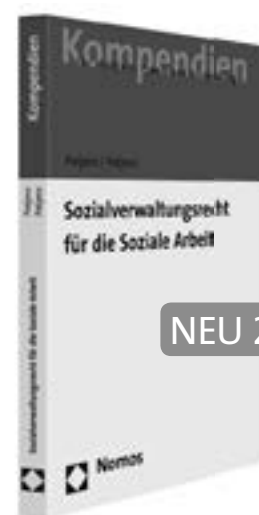 Kompendien
Kompendien
Sozialverwaltungsrecht
für die Soziale Arbeit
NEU 2
Nomos
Sozialverwaltungsrecht für die Soziale Arbeit